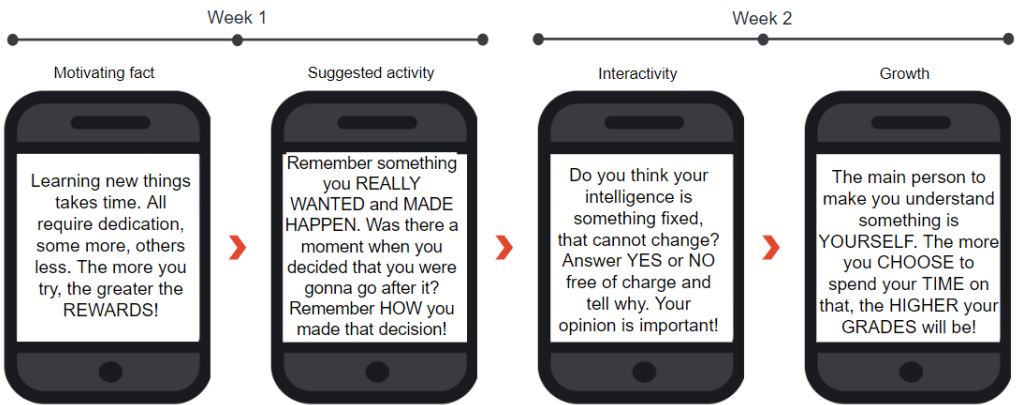 Week 1
Week 2
Motivating fact
Suggested activity
Interactivity
Growth
Learning new things
takes time. All
require dedication,
some more, others
less. The more you
try, the greater the
REWARDS!
Remember something
you REALLY
WANTED and MADE
HAPPEN. Was there a
moment when you
decided that you were
gonna go after it?
Remember HOW you
made that decision!
Do you think your
intelligence is
something fixed,
that cannot change?
Answer YES or NO
free of charge and
tell why. Your
opinion is important!
The main person to
make you understand
something is
YOURSELF. The more
you CHOOSE to
spend your TIME on
that, the HIGHER your
GRADES will be!